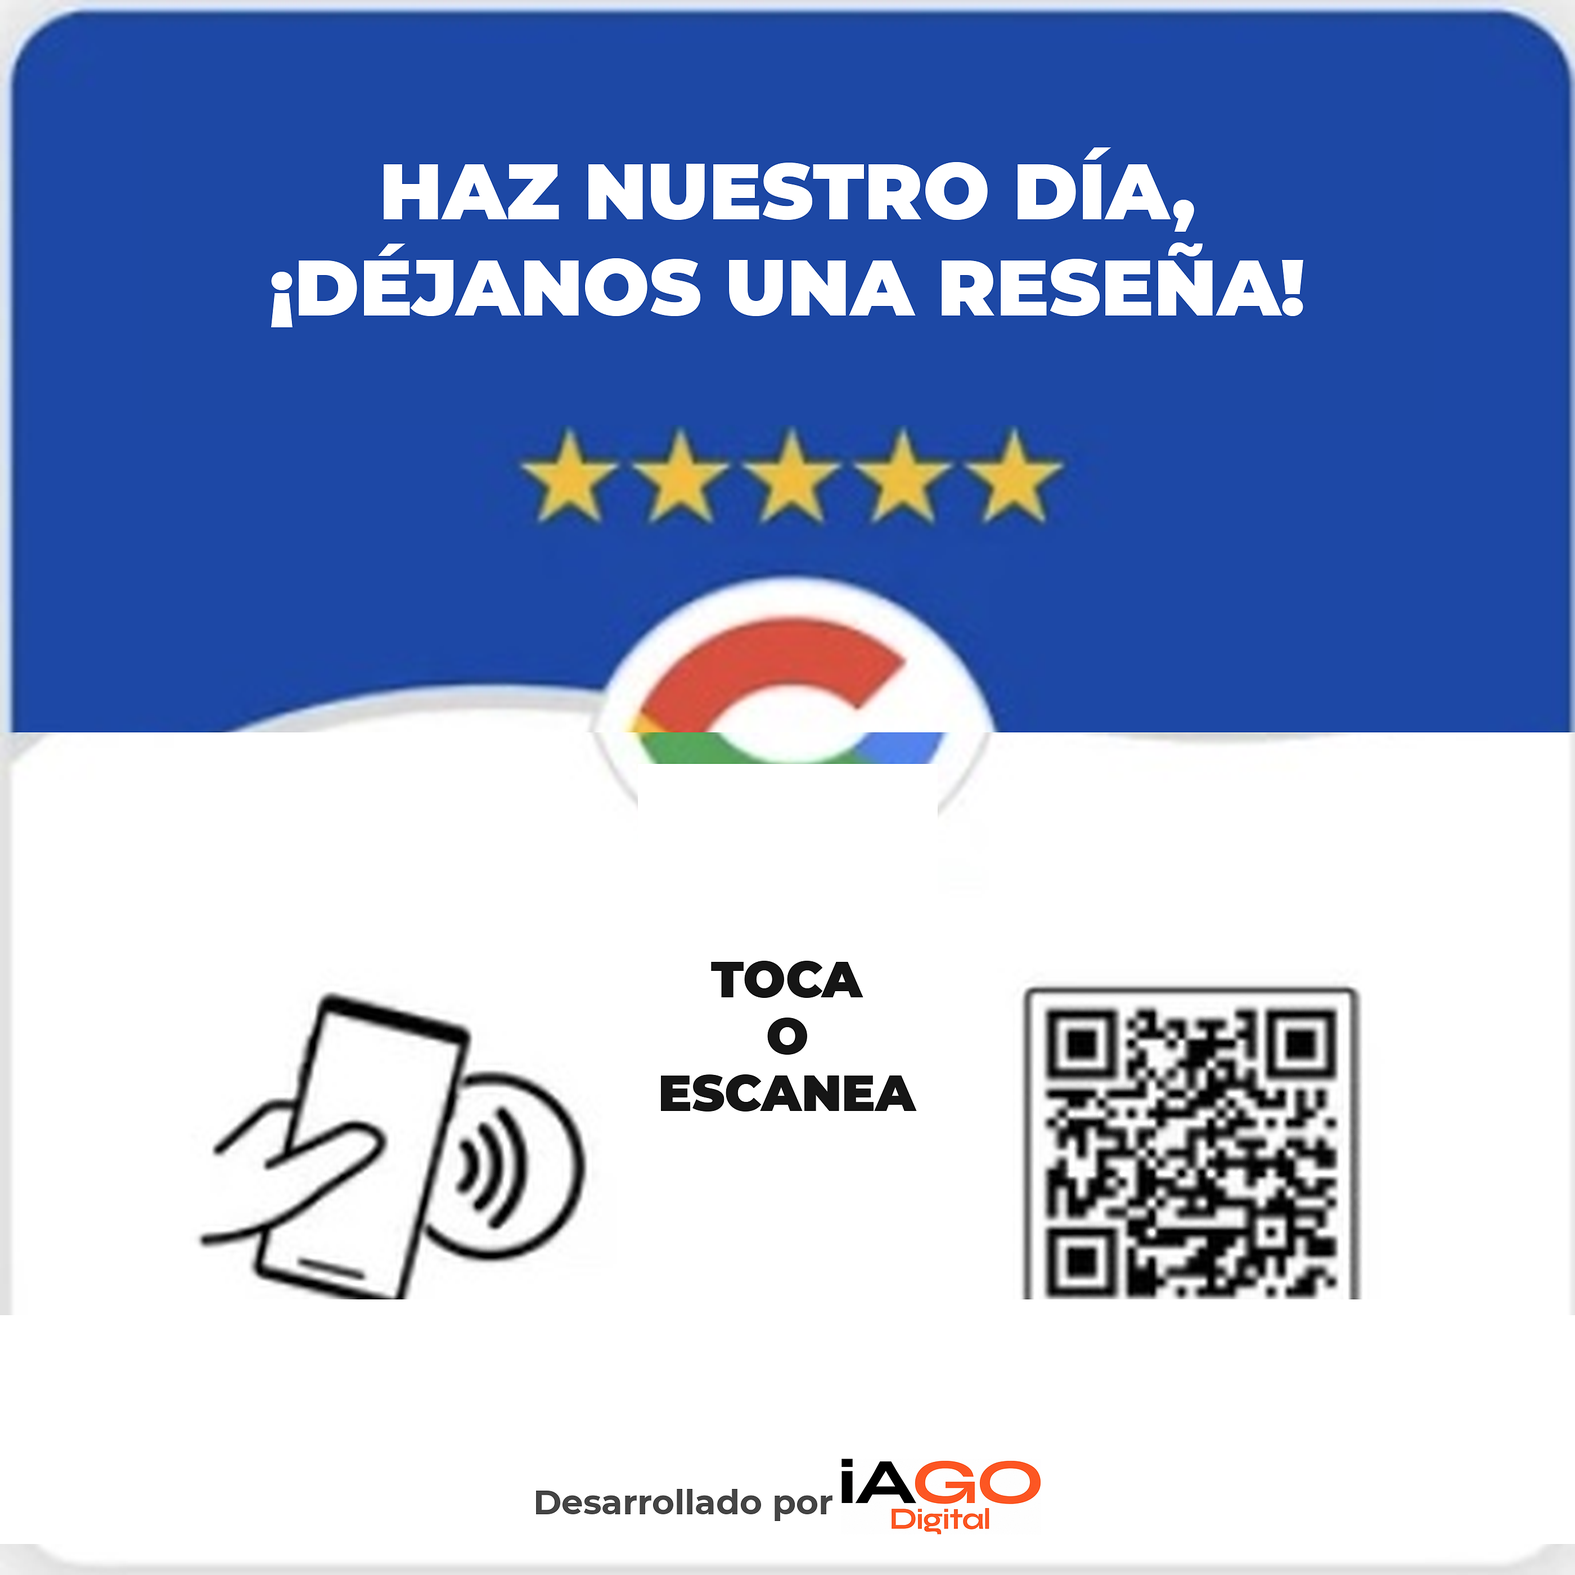 HAZ NUESTRO DÍA,
¡DÉJANOS UNA RESEÑA!
TOCA
O
ESCANEA
Desarrollado por iAGO
Digital